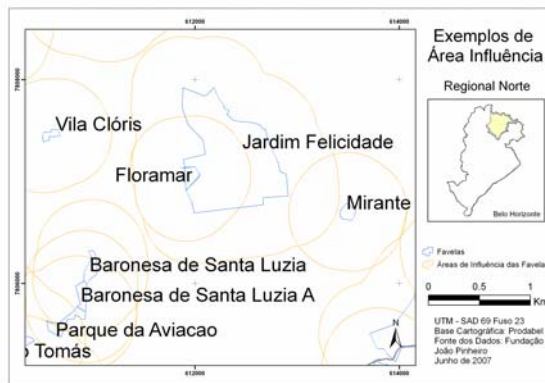 612000
614000
7608000
7606000
Vila Clóris
Jardim Felicidade
Floramar
Mirante
Baronesa de Santa Luzia
Baronesa de Santa Luzia A
Parque da Aviacao
Tomás
612000
614000
N
Exemplos de
Área Influência
Regional Norte
Belo Horizonte
Favelas
Áreas de Influência das Favela
0 0.5 1
Km
UTM - SAD 69 Fuso 23
Base Cartográfica: Prodabel
Fonte dos Dados: Fundação
João Pinheiro
Junho de 2007